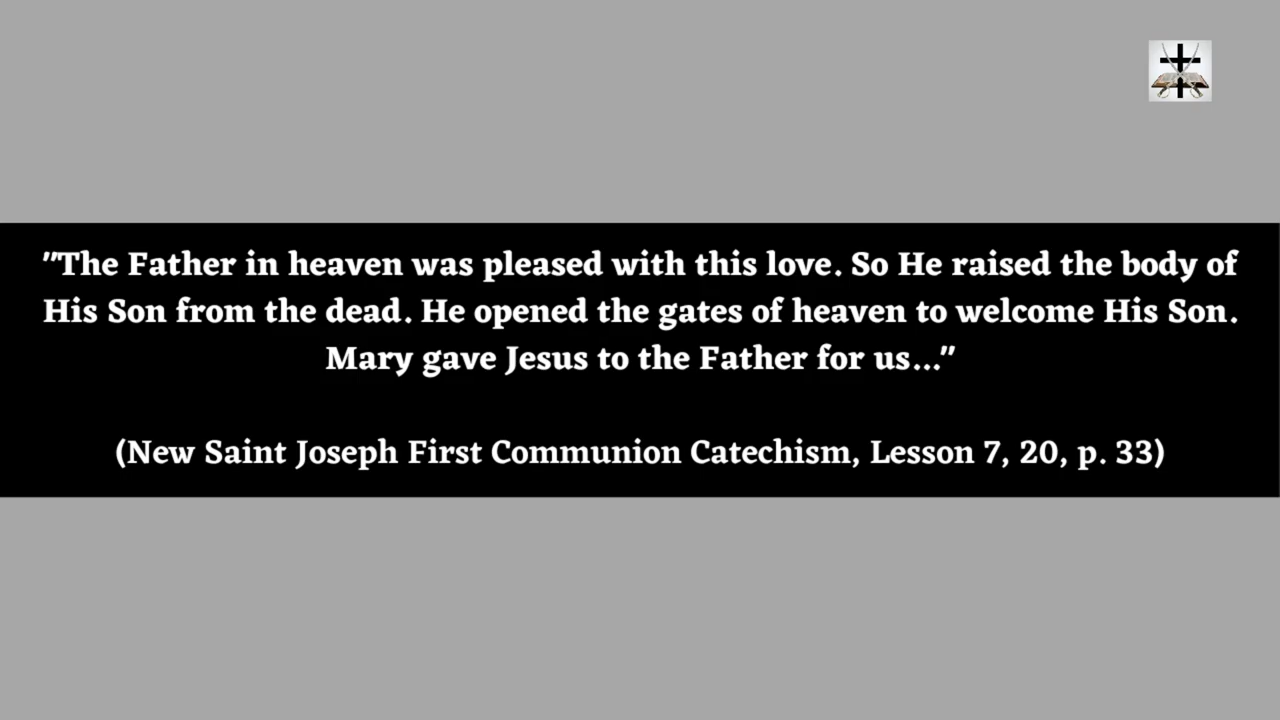 "The Father in heaven was pleased with this love. So He raised the body of
His Son from the dead. He opened the gates of heaven to welcome His Son.
Mary gave Jesus to the Father for us..."
(New Saint Joseph First Communion Catechism, Lesson 7, 20, p. 33)